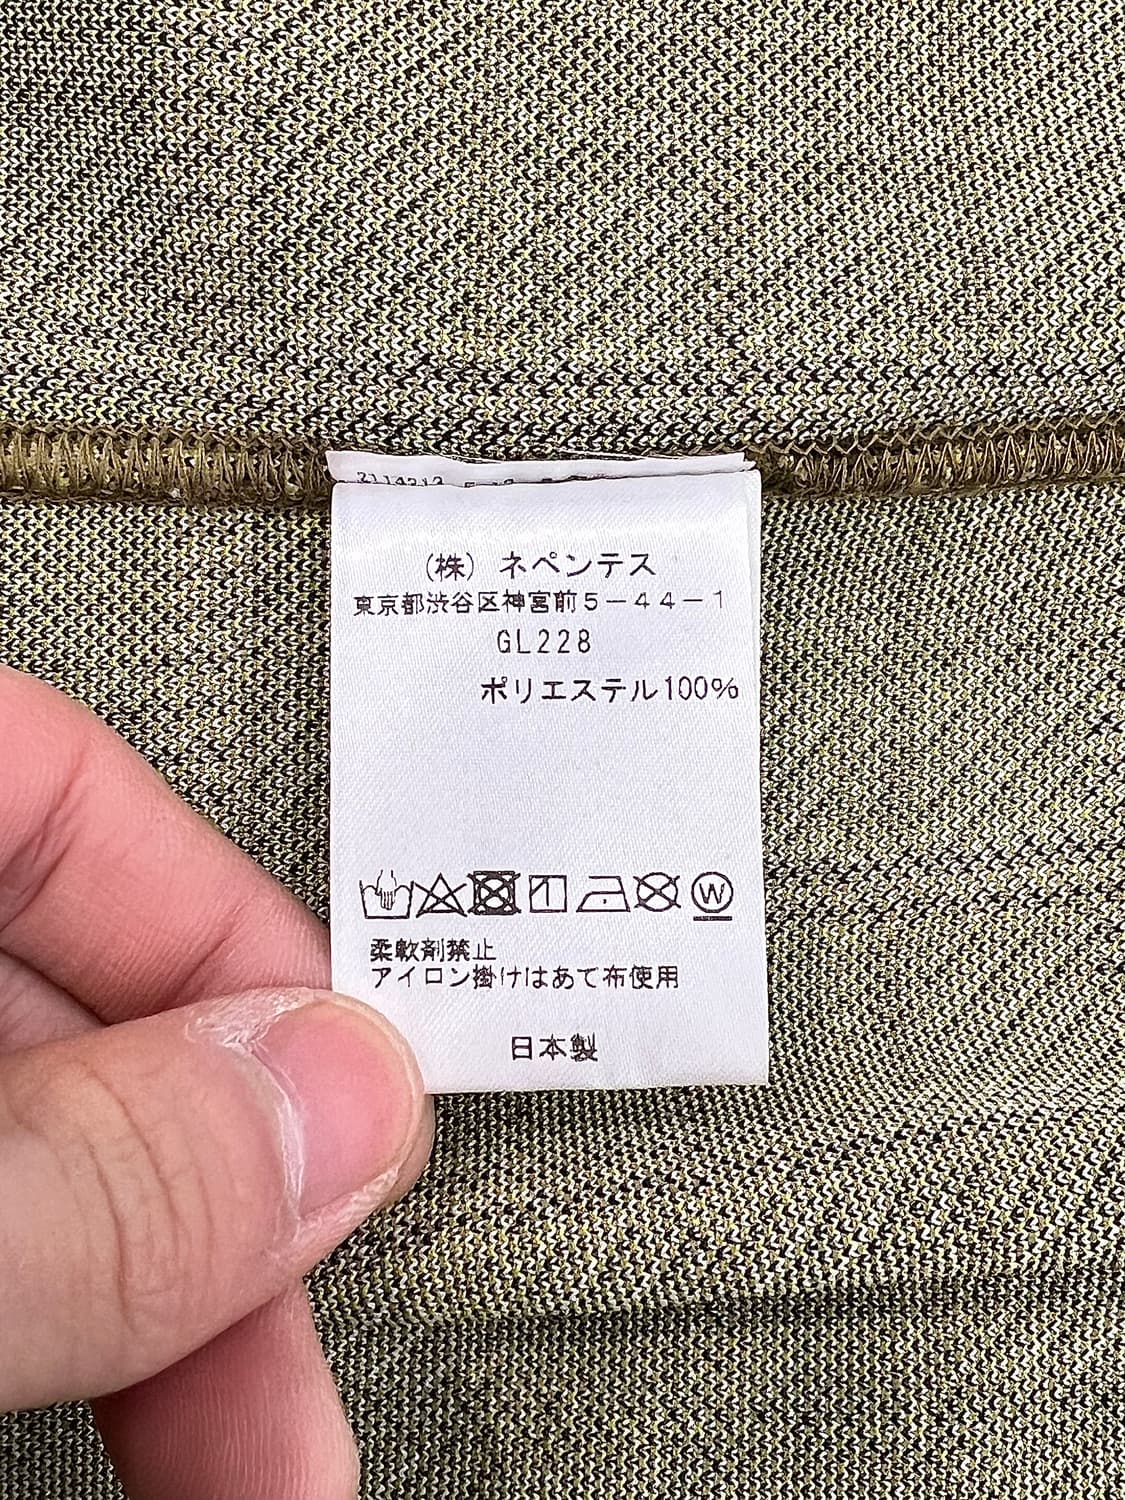 (株) ネペンテス
東京都渋谷区神宮前5-44-1
GL228
ポリエステル100%
W
柔軟剤禁止
アイロン掛けはあて布使用
日本製